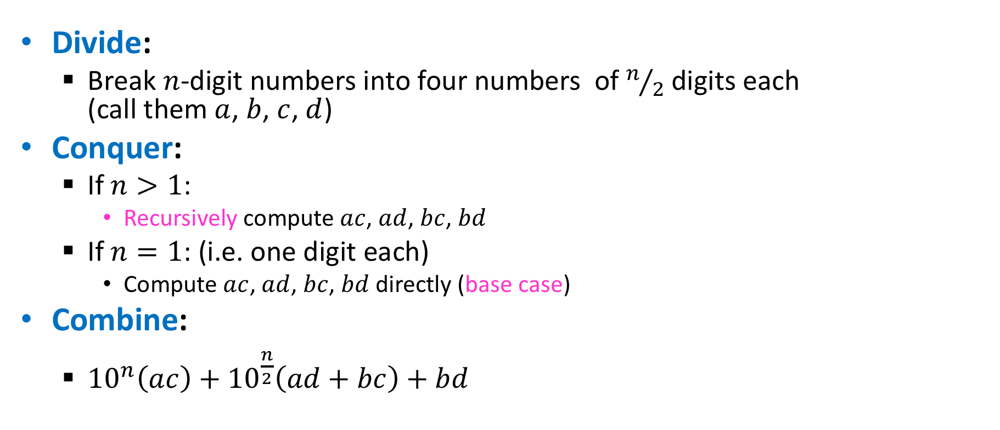 • Divide:
▪ Break n-digit numbers into four numbers of n/2 digits each
(call them a, b, c, d)
• Conquer:
▪ If n > 1:
• Recursively compute ac, ad, bc, bd
▪ If n = 1: (i.e. one digit each)
• Compute ac, ad, bc, bd directly (base case)
• Combine:
▪ 10^n(ac) + 10^(n/2)(ad + bc) + bd